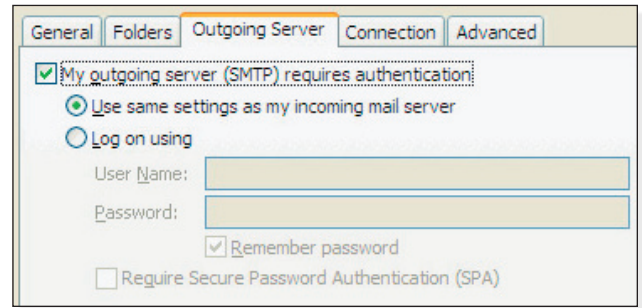 General Folders Outgoing Server Connection Advanced
My outgoing server (SMTP) requires authentication
Use same settings as my incoming mail server
Log on using
User Name:
Password:
Remember password
Require Secure Password Authentication (SPA)